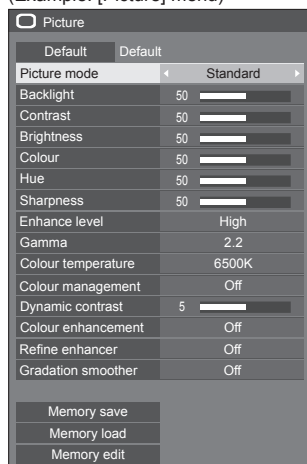 (Example: [Picture] menu)
Picture
Default Default
Picture mode Standard
Backlight 50
Contrast 50
Brightness 50
Colour 50
Hue 50
Sharpness 50
Enhance level High
Gamma 2.2
Colour temperature 6500K
Colour management Off
Dynamic contrast 5
Colour enhancement Off
Refine enhancer Off
Gradation smoother Off
Memory save
Memory load
Memory edit